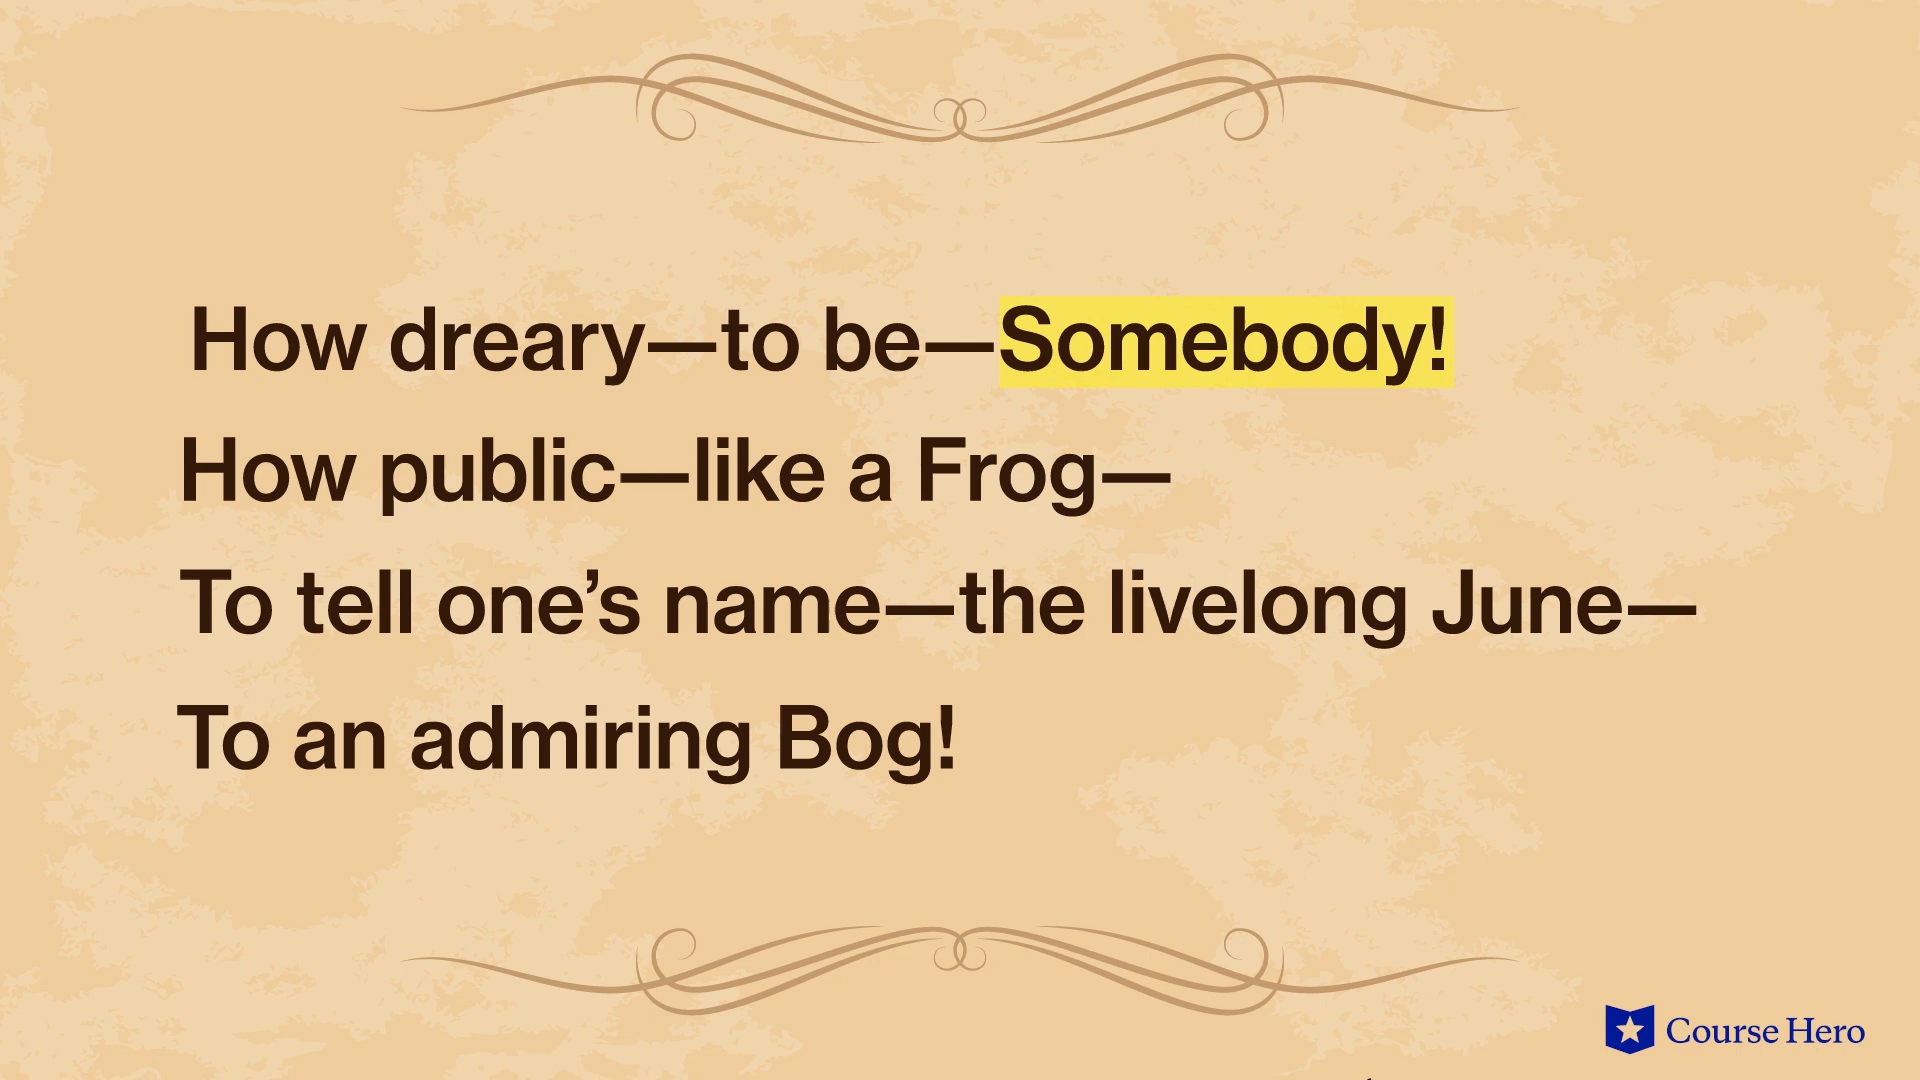 How dreary—to be—Somebody!
How public—like a Frog—
To tell one’s name—the livelong June—
To an admiring Bog!
Course Hero